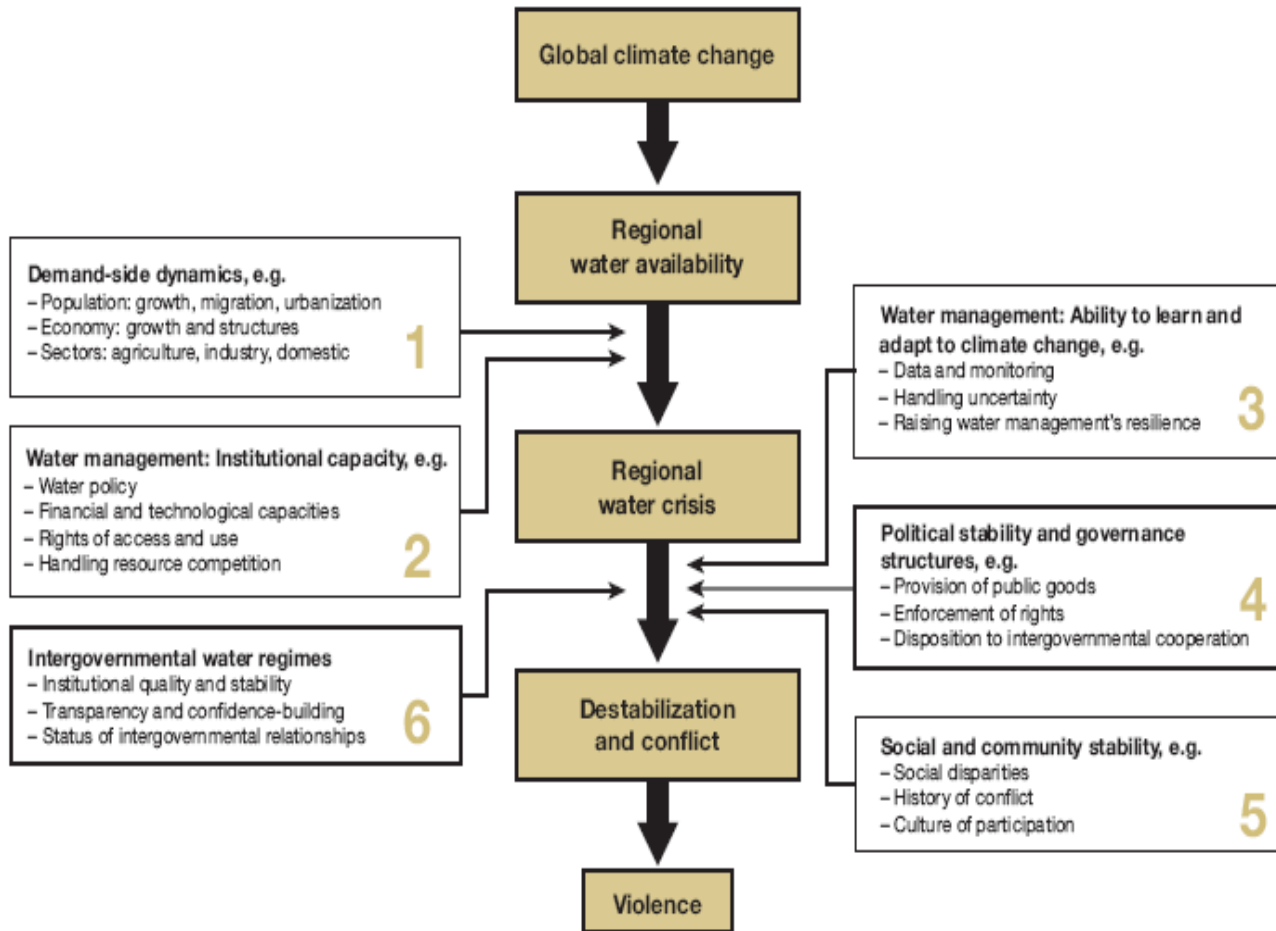 Global climate change
Regional
water availability
Demand-side dynamics, e.g.
– Population: growth, migration, urbanization
– Economy: growth and structures
– Sectors: agriculture, industry, domestic
1
Water management: Ability to learn and
adapt to climate change, e.g.
– Data and monitoring
– Handling uncertainty
– Raising water management's resilience
3
Water management: Institutional capacity, e.g.
– Water policy
– Financial and technological capacities
– Rights of access and use
– Handling resource competition
2
Regional
water crisis
Political stability and governance
structures, e.g.
– Provision of public goods
– Enforcement of rights
– Disposition to intergovernmental cooperation
4
Intergovernmental water regimes
– Institutional quality and stability
– Transparency and confidence-building
– Status of intergovernmental relationships
6
Destabilization
and conflict
Social and community stability, e.g.
– Social disparities
– History of conflict
– Culture of participation
5
Violence